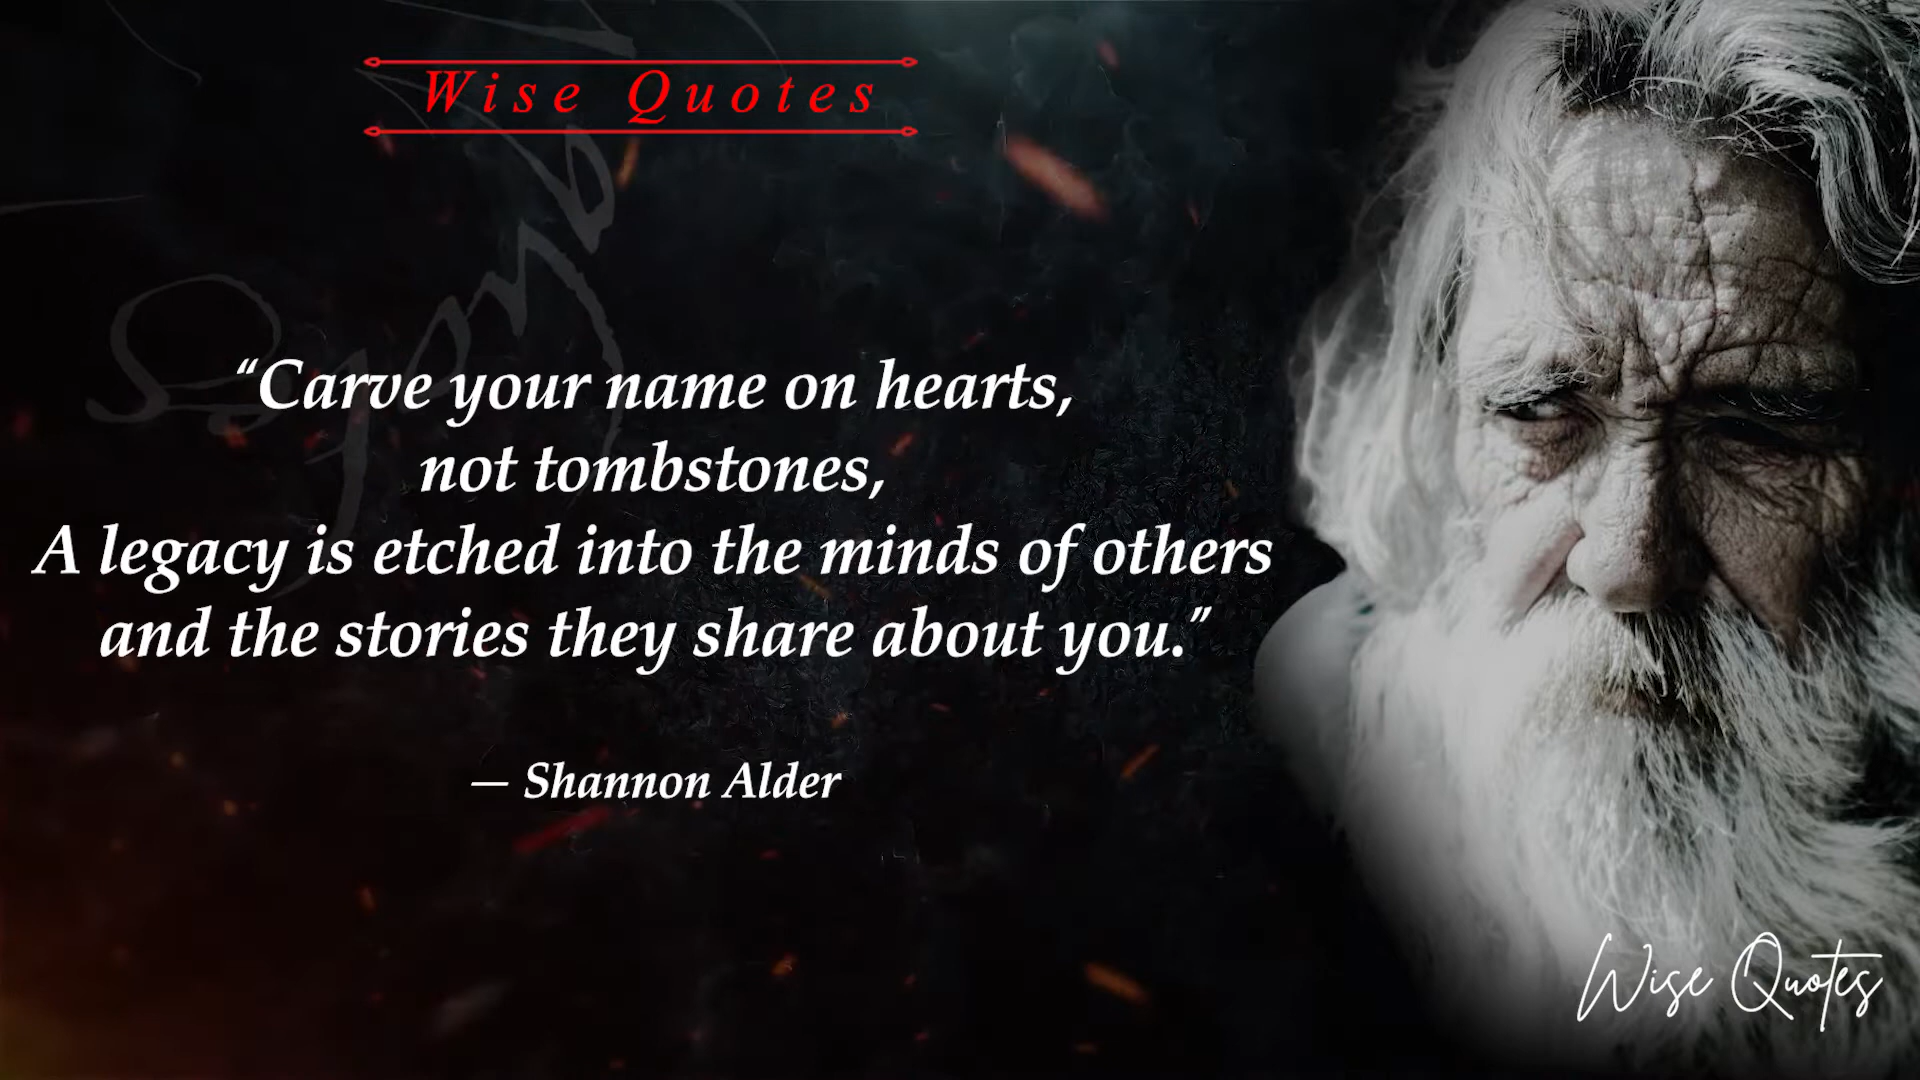 Wise Quotes
“Carve your name on hearts,
not tombstones,
A legacy is etched into the minds of others
and the stories they share about you.”
— Shannon Alder
Wise Quotes